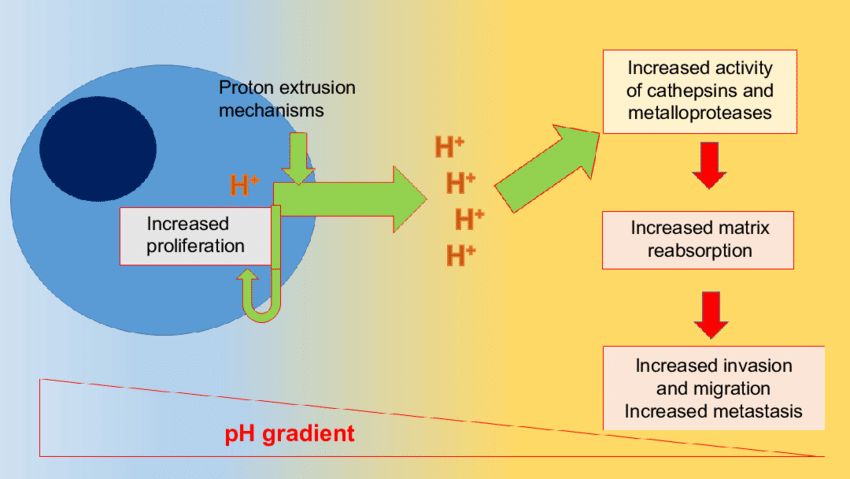 Proton extrusion
mechanisms
H⁺
Increased
proliferation
H⁺
H⁺
H⁺
H⁺
Increased activity
of cathepsins and
metalloproteases
Increased matrix
reabsorption
Increased invasion
and migration
Increased metastasis
pH gradient